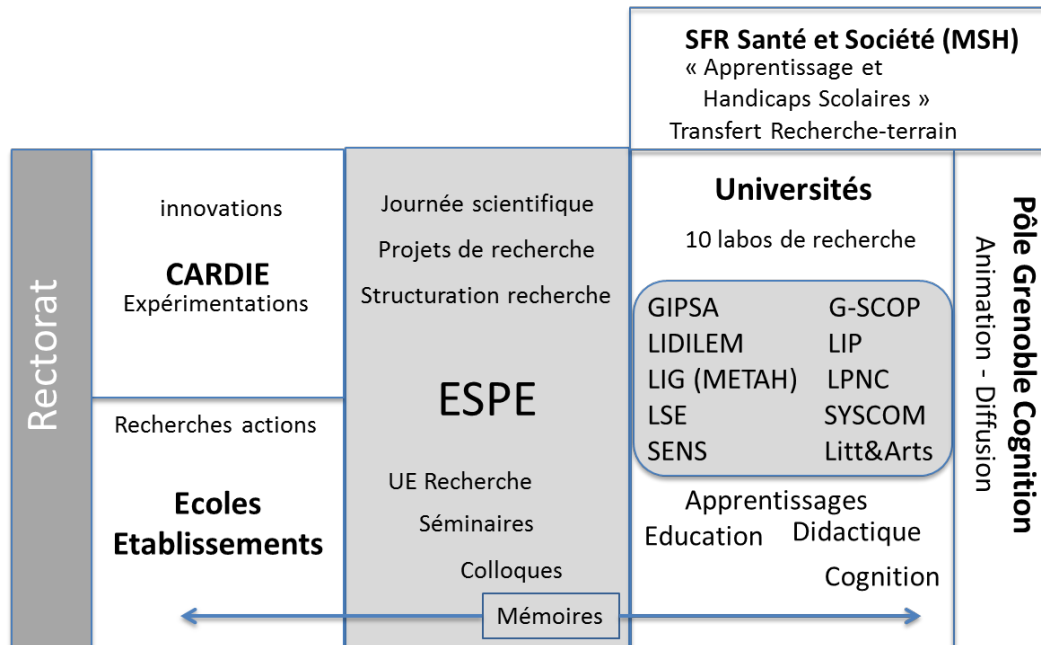 SFR Santé et Société (MSH)
« Apprentissage et
Handicaps Scolaires »
Transfert Recherche-terrain
Rectorat
innovations
CARDIE
Expérimentations
Recherches actions
Ecoles
Etablissements
Journée scientifique
Projets de recherche
Structuration recherche
ESPE
UE Recherche
Séminaires
Colloques
Mémoires
Universités
10 labos de recherche
GIPSA
LIDILEM
LIG (METAH)
LSE
SENS
G-SCOP
LIP
LPNC
SYSCOM
Litt&Arts
Apprentissages
Education
Didactique
Cognition
Pôle Grenoble Cognition
Animation - Diffusion